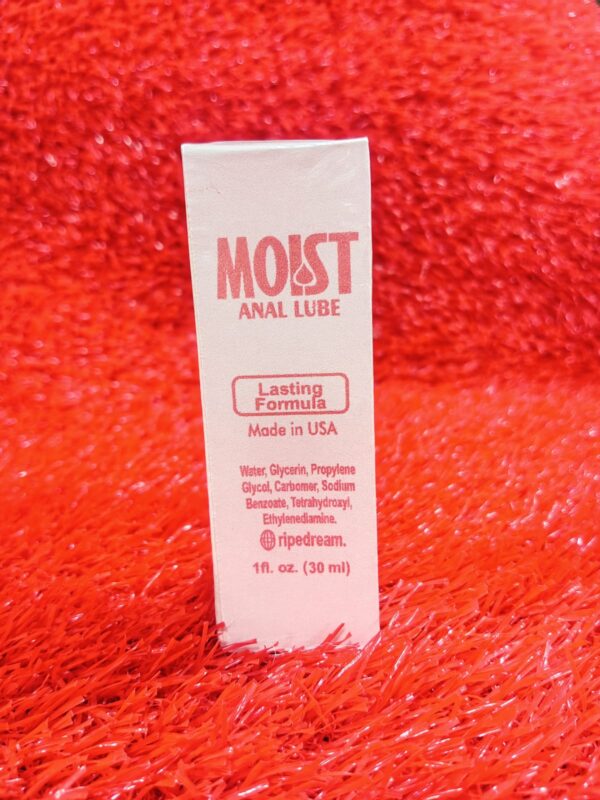 MOIST
ANAL LUBE
Lasting
Formula
Made in USA
Water, Glycerin, Propylene
Glycol, Carbomer, Sodium
Benzoate, Tetrahydroxyl,
Ethylenediamine.
ripedream.
1fl. oz. (30 ml)